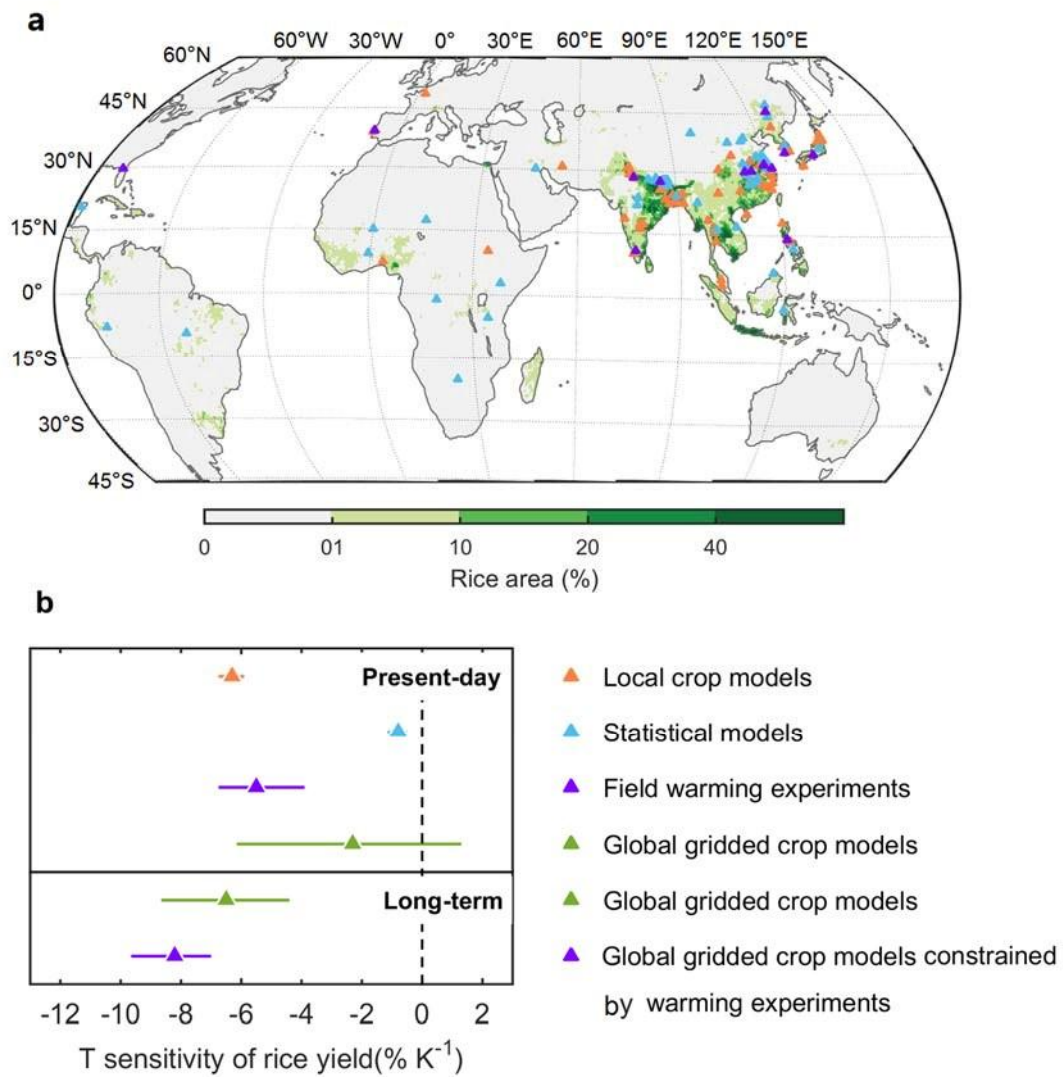 a
60°W 30°W 0° 30°E 60°E 90°E 120°E 150°E
60°N
45°N
30°N
15°N
0°
15°S
30°S
45°S
0 01 10 20 40
Rice area (%)
b
Present-day
Long-term
-12 -10 -8 -6 -4 -2 0 2
T sensitivity of rice yield(% K⁻¹)
Local crop models
Statistical models
Field warming experiments
Global gridded crop models
Global gridded crop models
Global gridded crop models constrained
by warming experiments